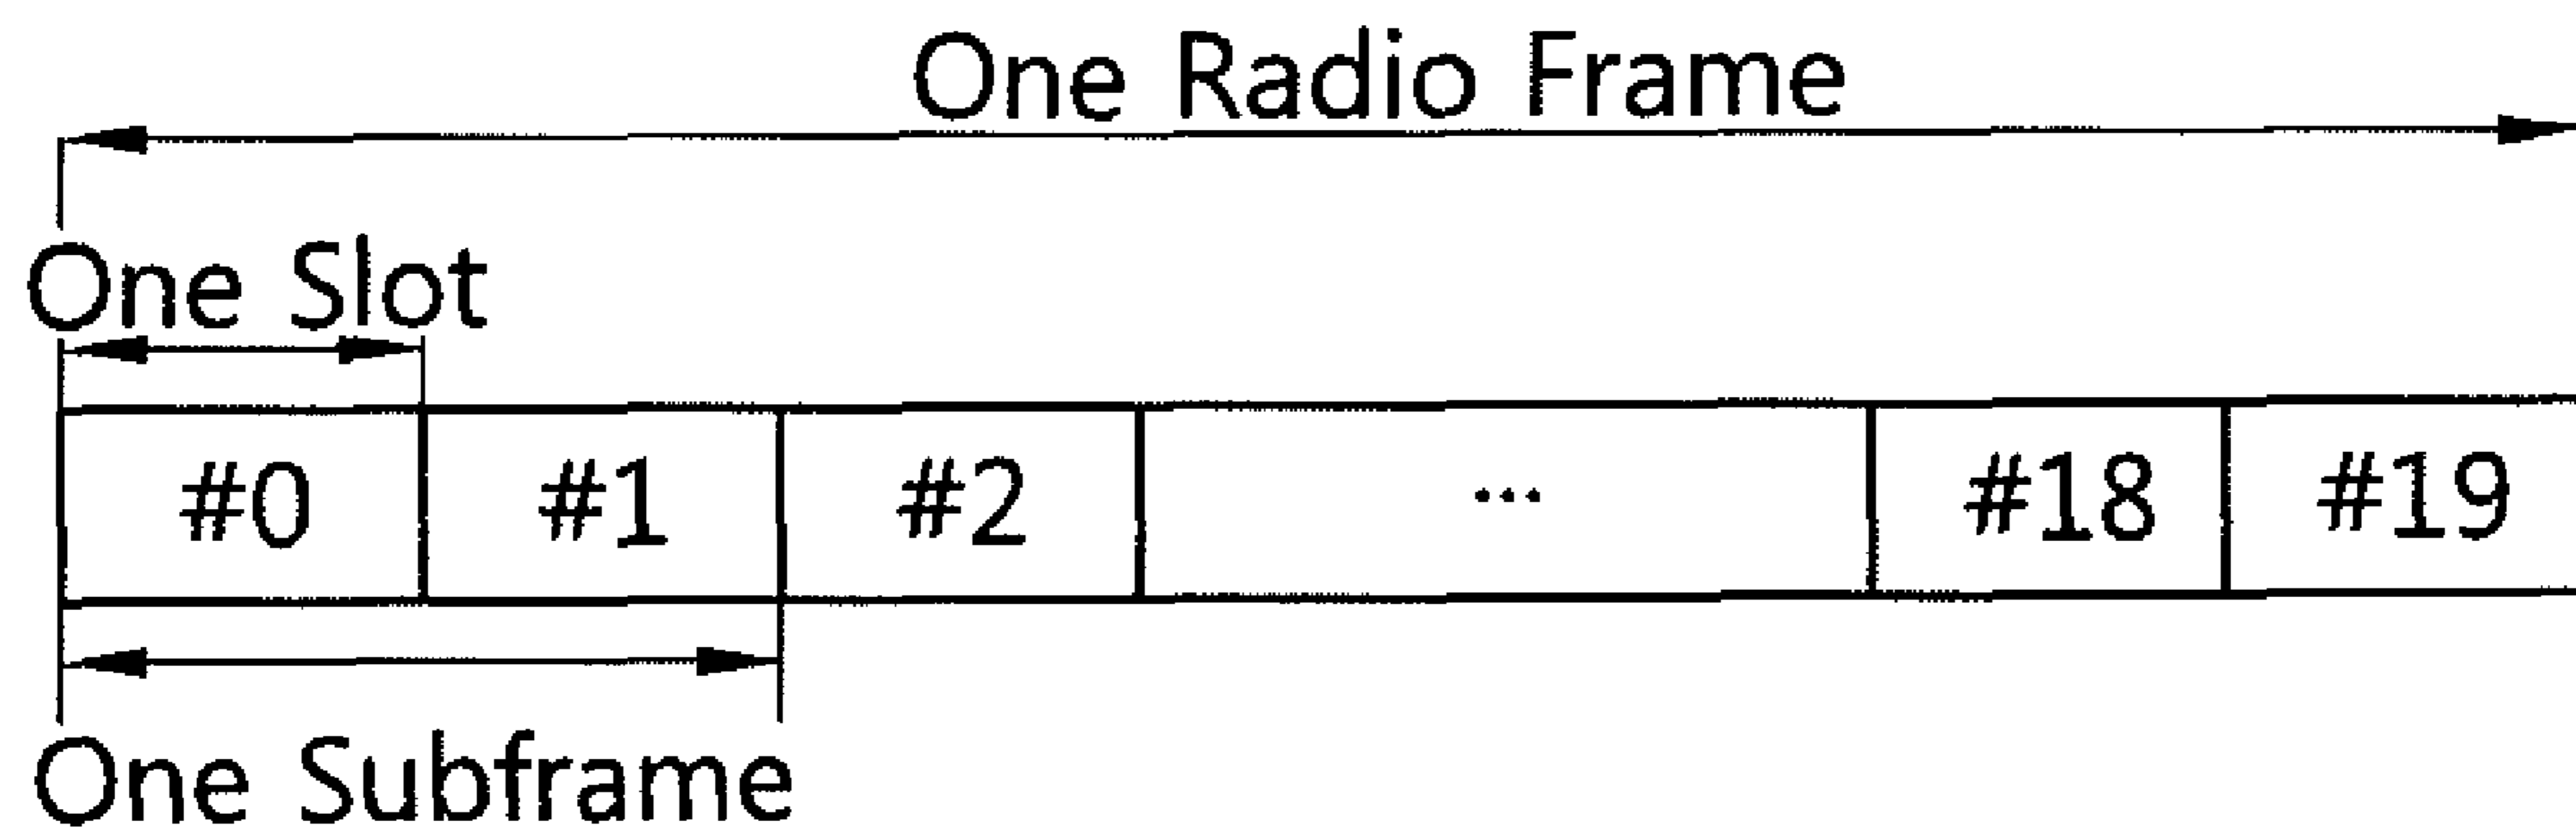 One Radio Frame
One Slot
#0 #1 #2 ... #18 #19
One Subframe